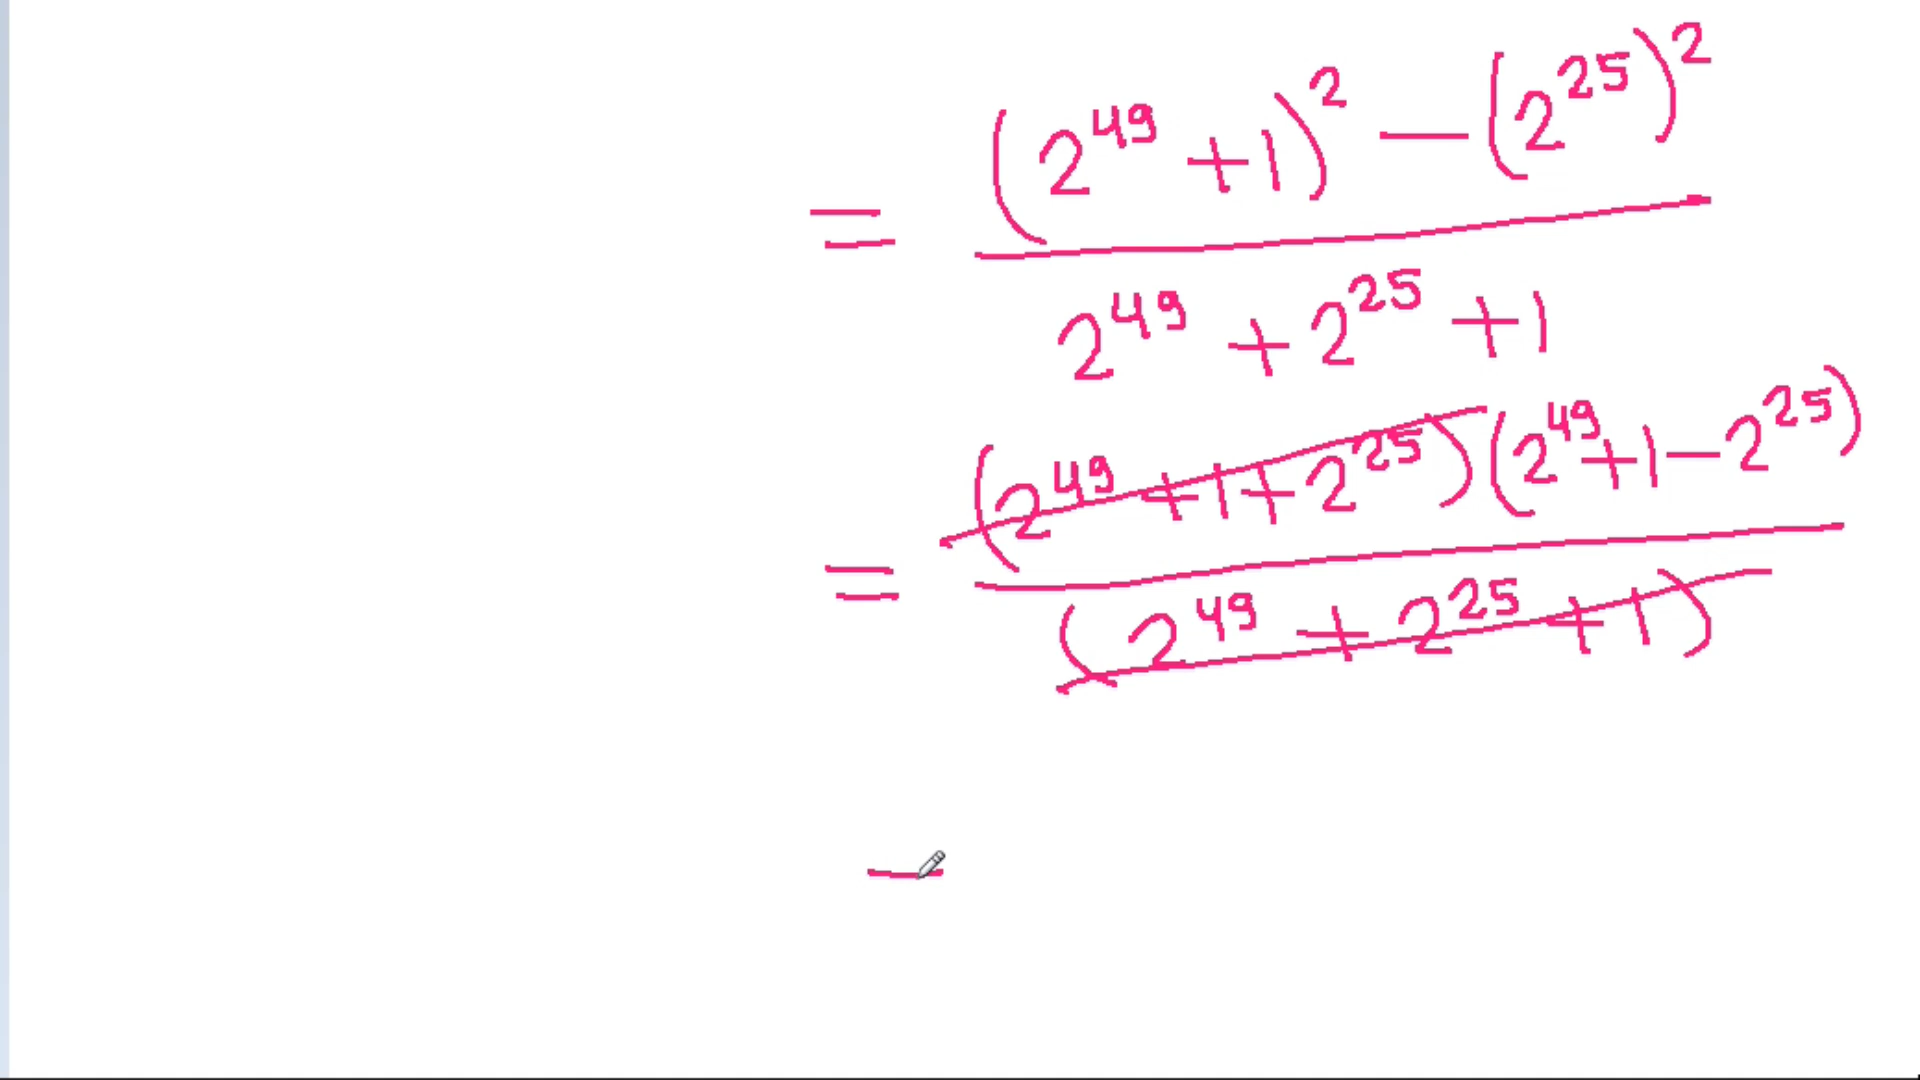 = (2^49 + 1)^2 - (2^25)^2
2^49 + 2^25 + 1
= (2^49 + 1 + 2^25)(2^49 + 1 - 2^25)
(2^49 + 2^25 + 1)
-